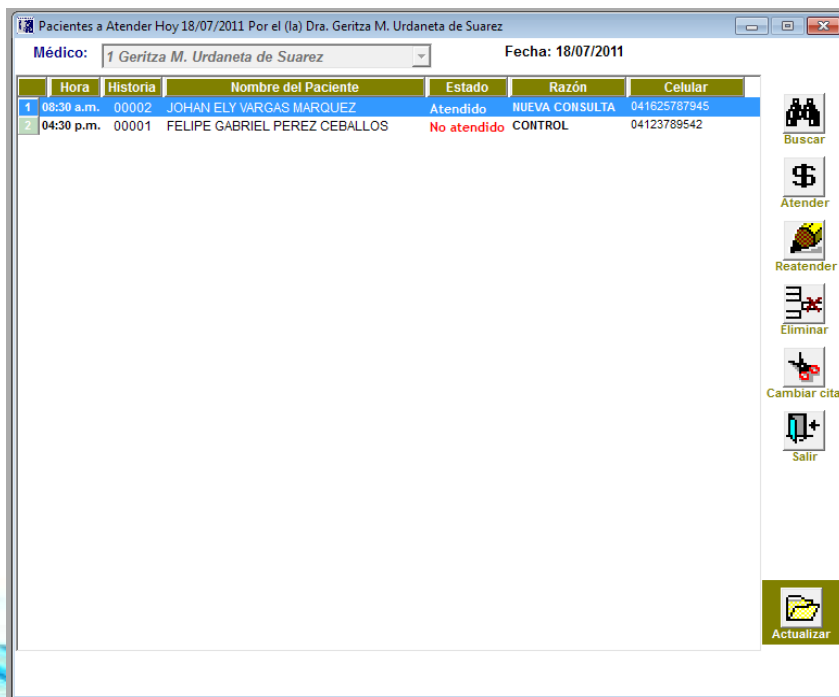 Pacientes a Atender Hoy 18/07/2011 Por el (la) Dra. Geritza M. Urdaneta de Suarez
Médico: 1 Geritza M. Urdaneta de Suarez Fecha: 18/07/2011
Hora Historia Nombre del Paciente Estado Razón Celular
1 08:30 a.m. 00002 JOHAN ELY VARGAS MARQUEZ Atendido NUEVA CONSULTA 041625787945
2 04:30 p.m. 00001 FELIPE GABRIEL PEREZ CEBALLOS No atendido CONTROL 04123789542
Buscar
Atender
Reatender
Eliminar
Cambiar cita
Salir
Actualizar